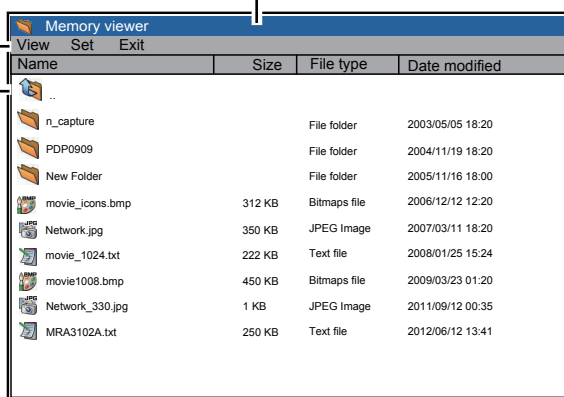 Memory viewer
View Set Exit
Name Size File type Date modified
..
n_capture File folder 2003/05/05 18:20
PDP0909 File folder 2004/11/19 18:20
New Folder File folder 2005/11/16 18:00
BMP movie_icons.bmp 312 KB Bitmaps file 2006/12/12 12:20
JPG Network.jpg 350 KB JPEG Image 2007/03/11 18:20
movie_1024.txt 222 KB Text file 2008/01/25 15:24
BMP movie1008.bmp 450 KB Bitmaps file 2009/03/23 01:20
JPG Network_330.jpg 1 KB JPEG Image 2011/09/12 00:35
MRA3102A.txt 250 KB Text file 2012/06/12 13:41